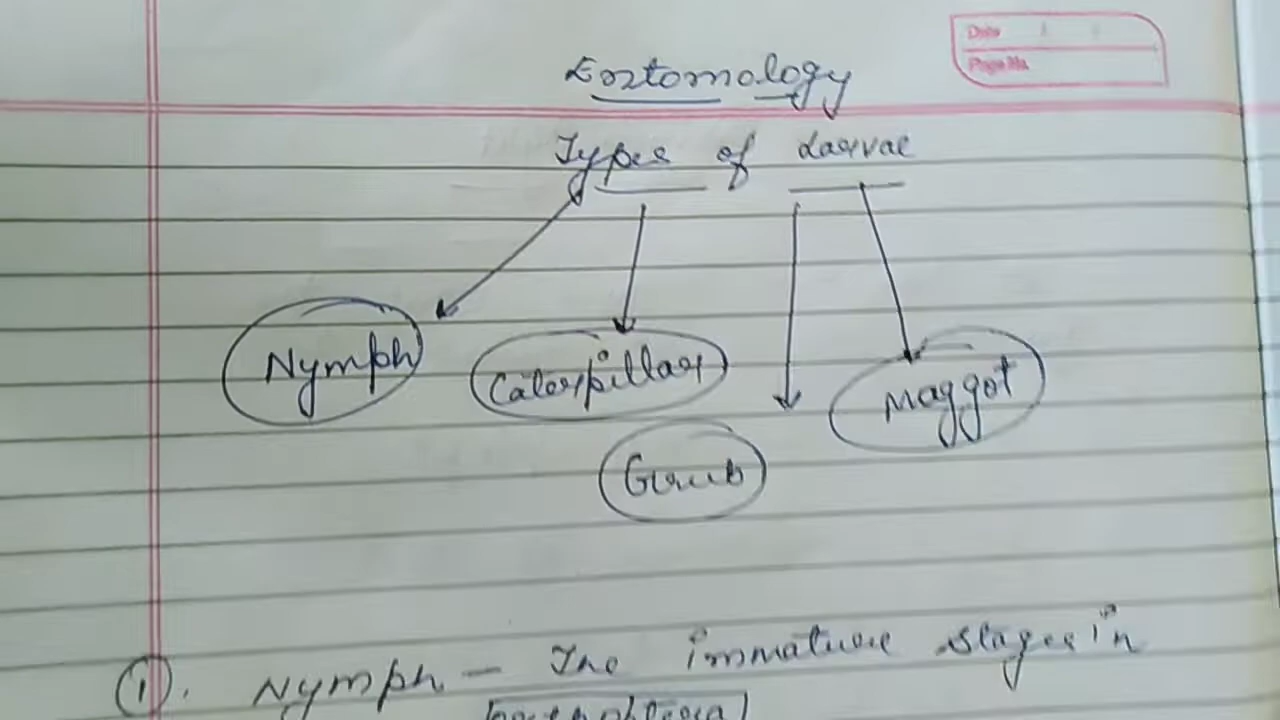 Date
Page No.
Entomology
Types of Larvae
Nymph
Caterpillar
Maggot
Grub
(1). Nymph - The immature stages in